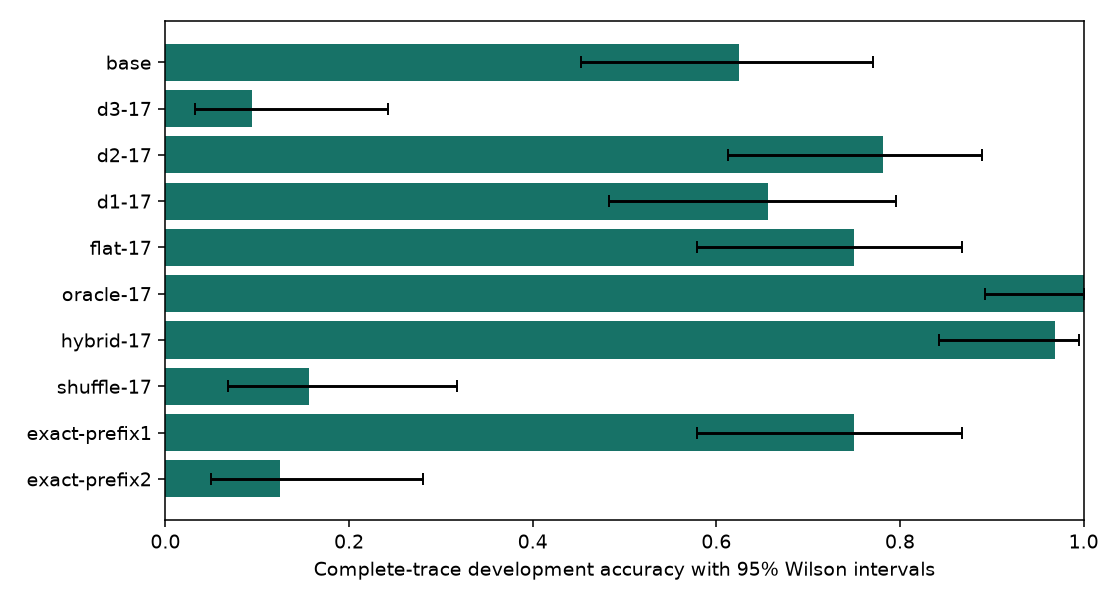 base
d3-17
d2-17
d1-17
flat-17
oracle-17
hybrid-17
shuffle-17
exact-prefix1
exact-prefix2
0.0 0.2 0.4 0.6 0.8 1.0
Complete-trace development accuracy with 95% Wilson intervals